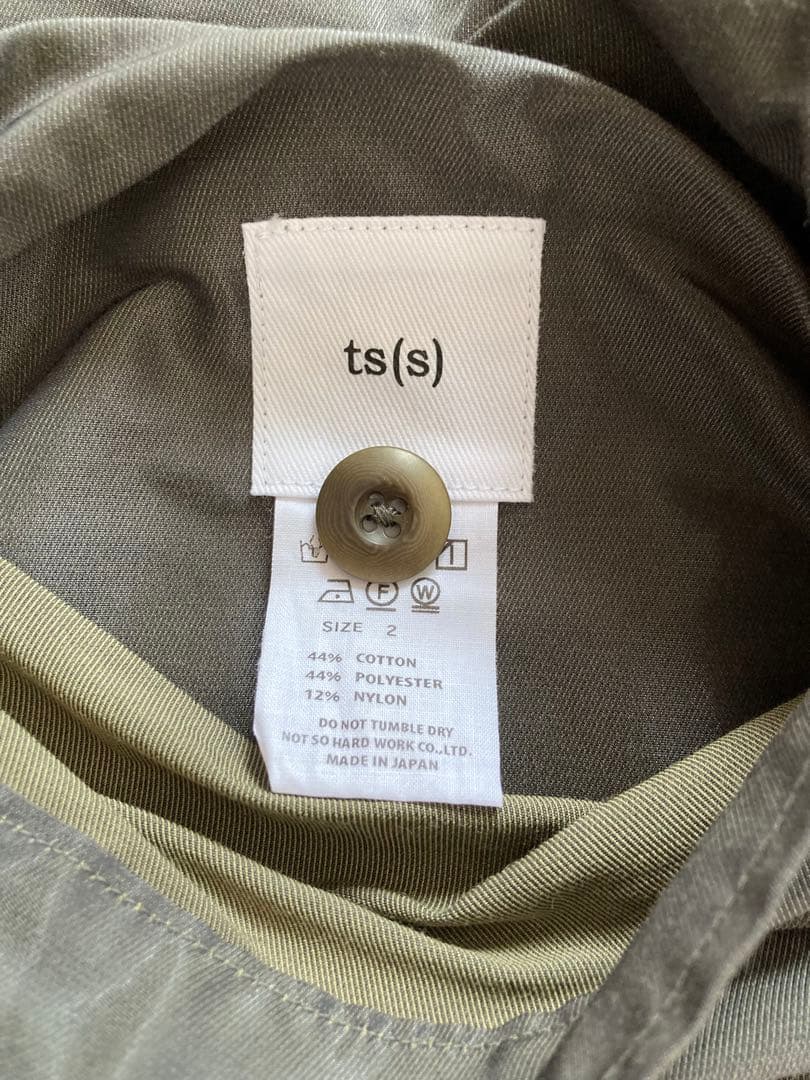 ts(s)
F W
SIZE 2
44% COTTON
44% POLYESTER
12% NYLON
DO NOT TUMBLE DRY
NOT SO HARD WORK CO.,LTD.
MADE IN JAPAN